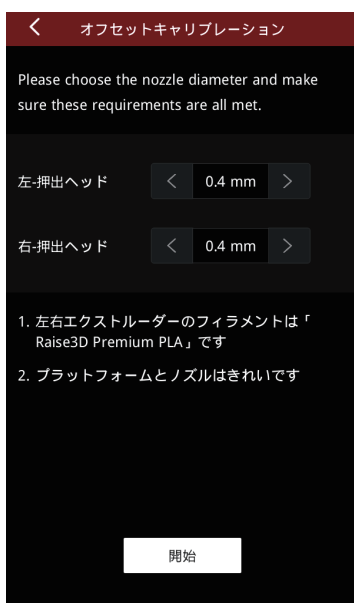 オフセットキャリブレーション
Please choose the nozzle diameter and make
sure these requirements are all met.
左-押出ヘッド
0.4 mm
右-押出ヘッド
0.4 mm
1. 左右エクストルーダーのフィラメントは「
Raise3D Premium PLA」です
2. プラットフォームとノズルはきれいです
開始